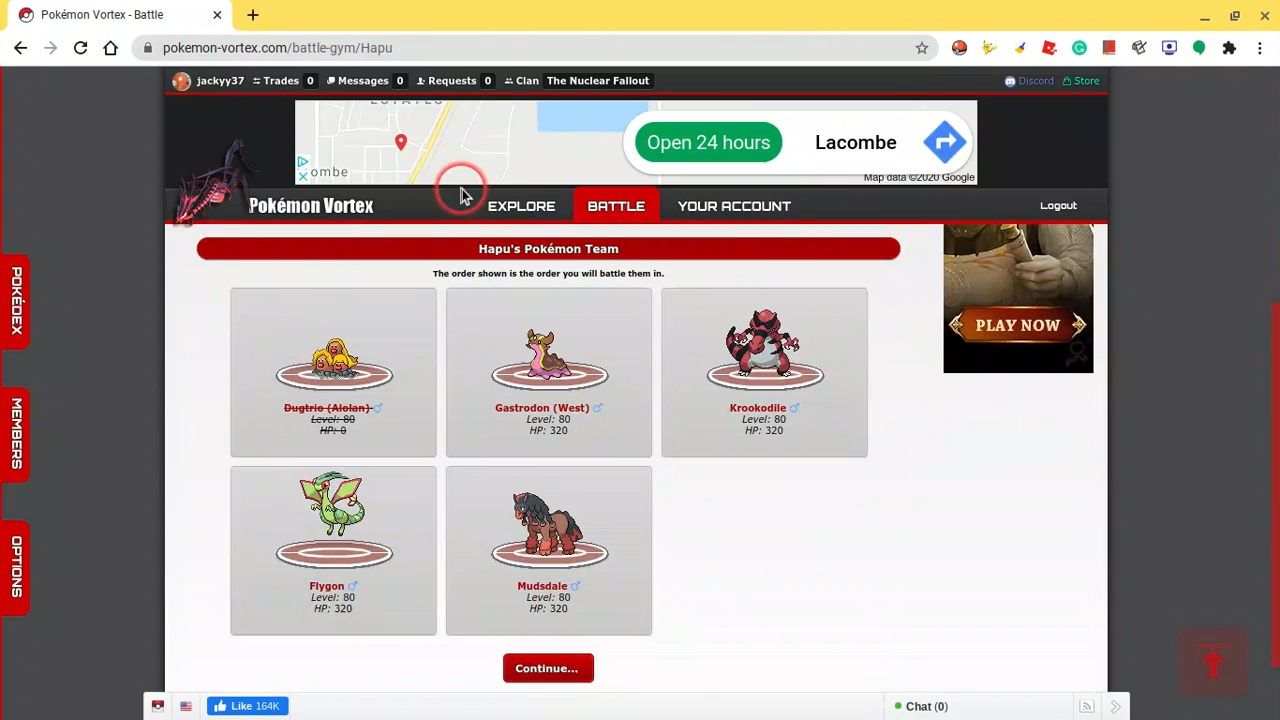 Pokémon Vortex - Battle
pokemon-vortex.com/battle-gym/Hapu
jackyy37 Trades 0 Messages 0 Requests 0 Clan The Nuclear Fallout Discord Store
Open 24 hours Lacombe
ombe
Map data ©2020 Google
Pokémon Vortex EXPLORE BATTLE YOUR ACCOUNT Logout
Hapu's Pokémon Team
The order shown is the order you will battle them in.
Dugtrio (Alolan) ♂
Level: 80
HP: 0
Gastrodon (West) ♂
Level: 80
HP: 320
Krookodile ♂
Level: 80
HP: 320
Flygon ♂
Level: 80
HP: 320
Mudsdale ♂
Level: 80
HP: 320
Continue...
PLAY NOW
POKÉDEX
MEMBERS
OPTIONS
Like 164K
Chat (0)